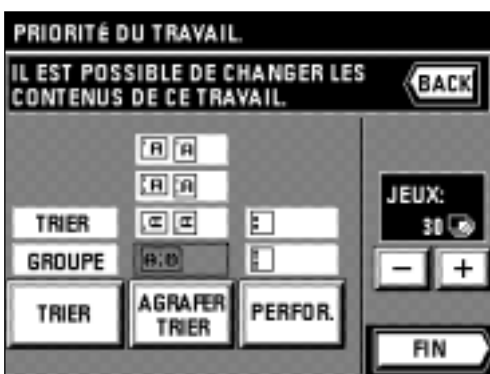 PRIORITÉ DU TRAVAIL.
IL EST POSSIBLE DE CHANGER LES
CONTENUS DE CE TRAVAIL.
BACK
A A
A A
TRIER
A A
GROUPE
JEUX:
30
- +
TRIER
AGRAFER
TRIER
PERFOR.
FIN